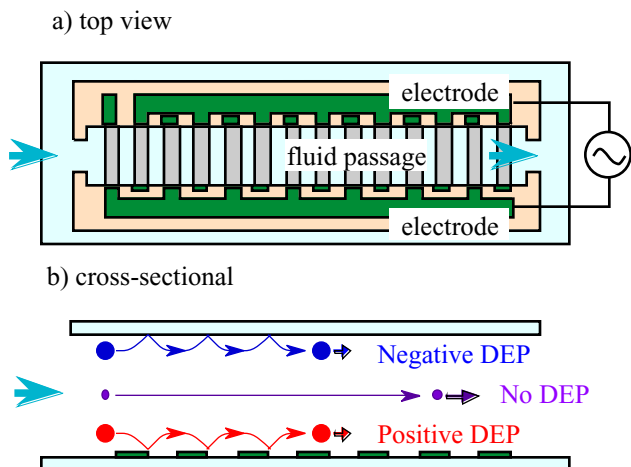 a) top view
electrode
fluid passage
electrode
b) cross-sectional
Negative DEP
No DEP
Positive DEP